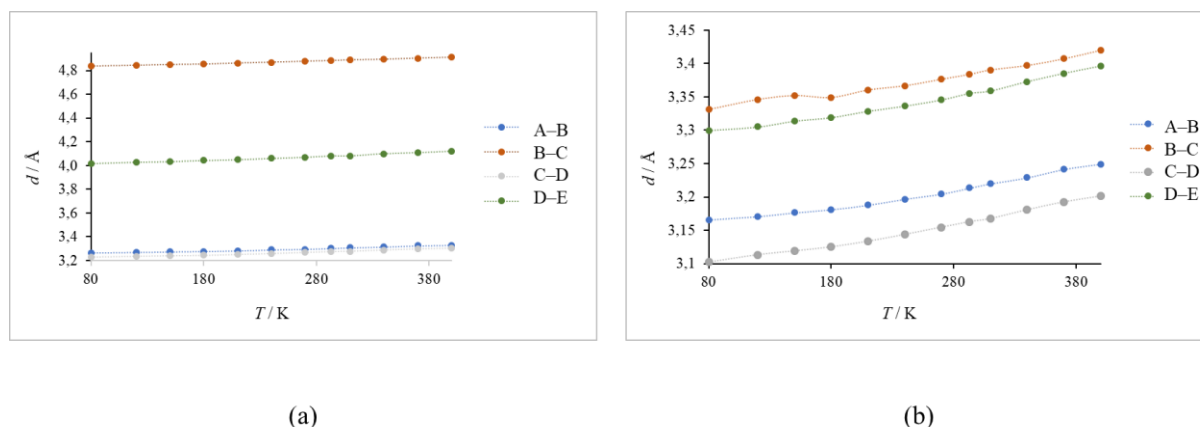 4,8
4,6
4,4
4,2
4,0
3,8
3,6
3,4
3,2
d / Å
80
180
280
380
T / K
A–B
B–C
C–D
D–E
(a)
3,45
3,4
3,35
3,3
3,25
3,2
3,15
3,1
d / Å
80
180
280
380
T / K
A–B
B–C
C–D
D–E
(b)